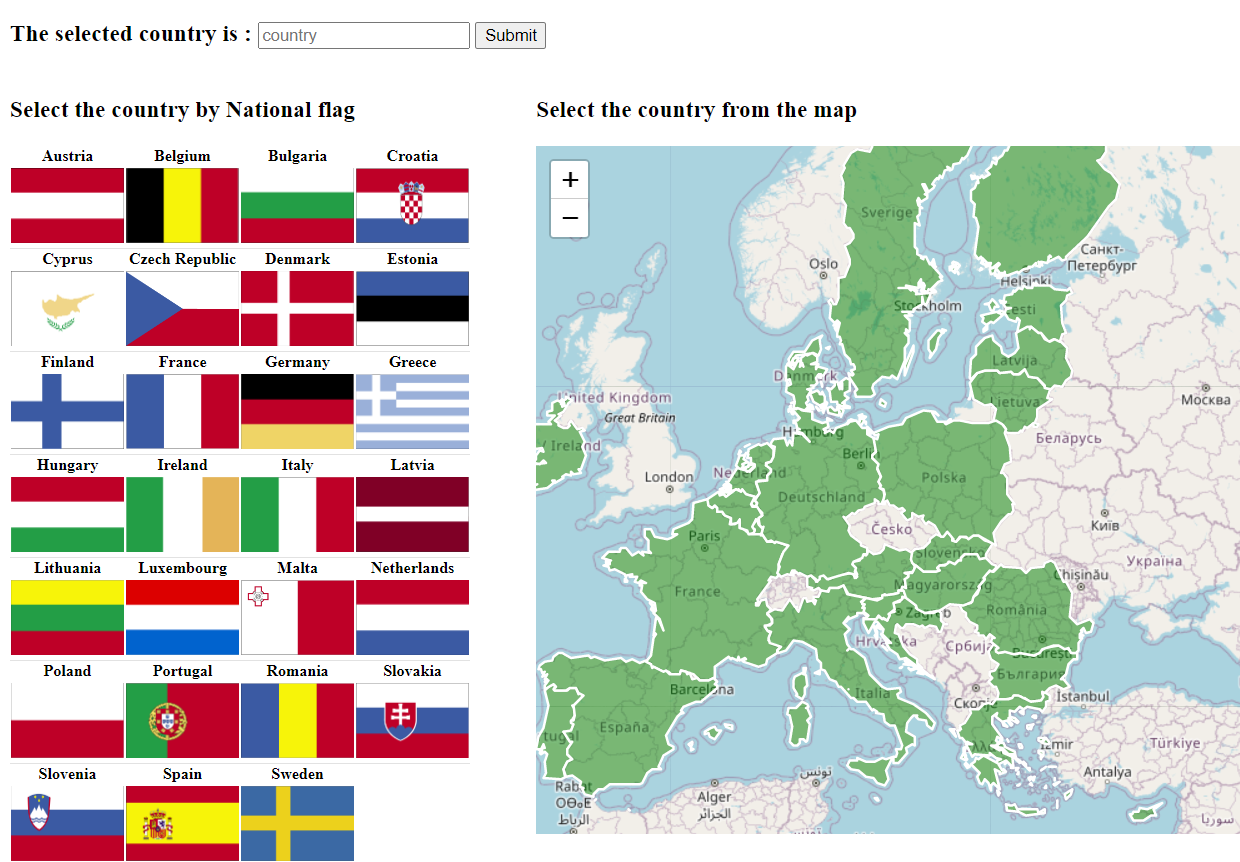 The selected country is : country Submit
Select the country by National flag
Select the country from the map
Austria Belgium Bulgaria Croatia
Cyprus Czech Republic Denmark Estonia
Finland France Germany Greece
Hungary Ireland Italy Latvia
Lithuania Luxembourg Malta Netherlands
Poland Portugal Romania Slovakia
Slovenia Spain Sweden
+
−
Sverige
Oslo
Санкт-
Петербург
Helsinki
Stockholm
Eesti
Latvija
Danmark
Lietuva
Москва
United Kingdom
Great Britain
Hamburg
Беларусь
Ireland
Berlin
Nederland
London
Polska
Deutschland
Česko
Київ
Paris
Slovensko
Україна
Chișinău
France
Magyarország
România
Zagreb
Hrvatska
București
България
Barcelona
Italia
İstanbul
España
İzmir
Türkiye
Antalya
تونس
Rabat
ⵔⴱⴰⵟ
الرباط
Alger
الجزائر
تونس
سوريا